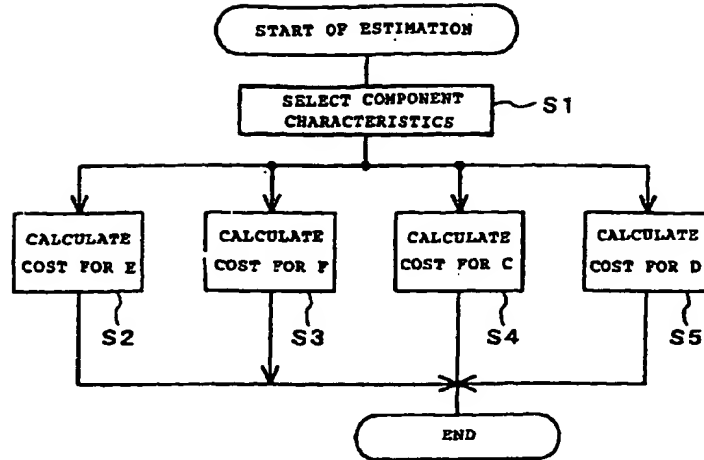 START OF ESTIMATION
SELECT COMPONENT
CHARACTERISTICS
S1
CALCULATE
COST FOR E
S2
CALCULATE
COST FOR F
S3
CALCULATE
COST FOR C
S4
CALCULATE
COST FOR D
S5
END